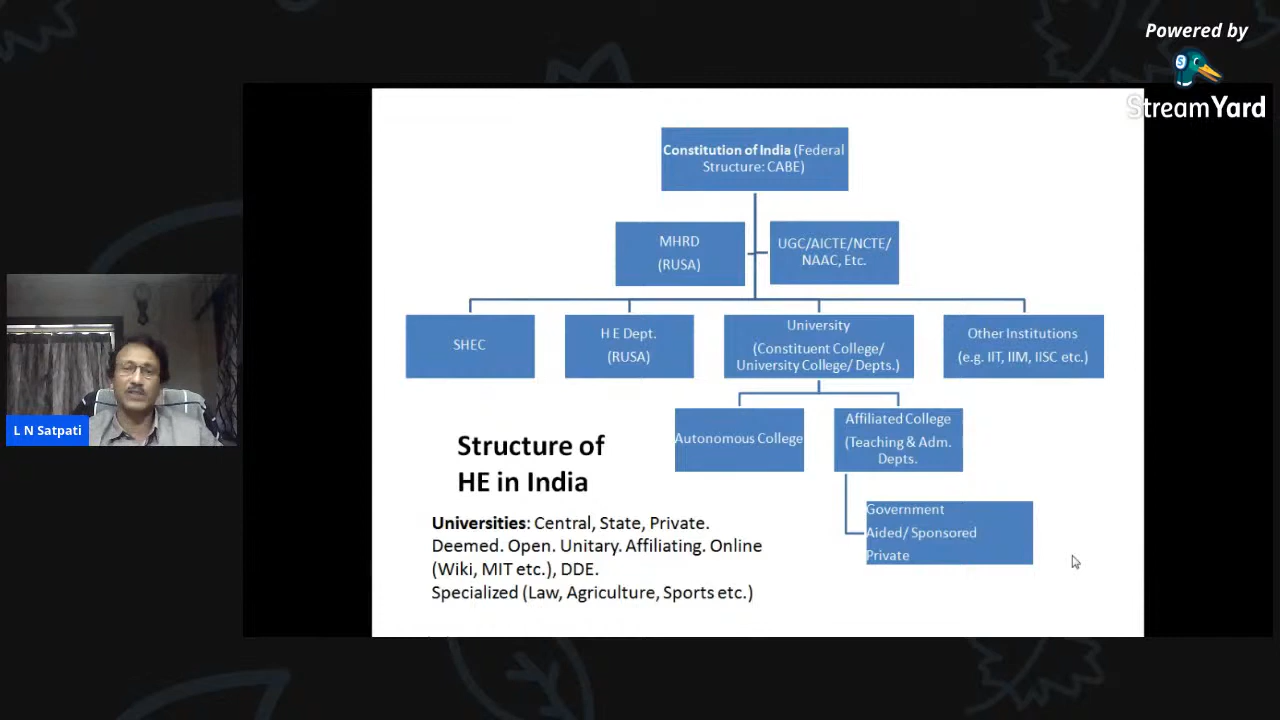 Powered by
StreamYard
Constitution of India (Federal
Structure: CABE)
MHRD
(RUSA)
UGC/AICTE/NCTE/
NAAC, Etc.
SHEC
H E Dept.
(RUSA)
University
(Constituent College/
University College/ Depts.)
Other Institutions
(e.g. IIT, IIM, IISC etc.)
Autonomous College
Affiliated College
(Teaching & Adm.
Depts.
Government
Aided/ Sponsored
Private
Structure of
HE in India
Universities: Central, State, Private.
Deemed. Open. Unitary. Affiliating. Online
(Wiki, MIT etc.), DDE.
Specialized (Law, Agriculture, Sports etc.)
L N Satpati